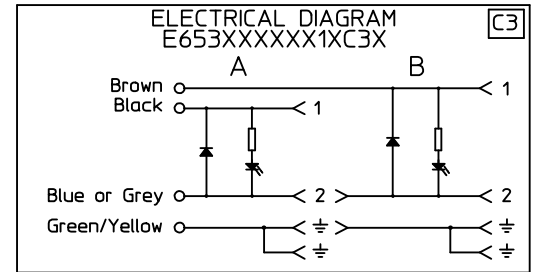 ELECTRICAL DIAGRAM
C3
E653XXXXXX1XC3X
A B
Brown 1
Black 1
Blue or Grey 2 2
Green/Yellow